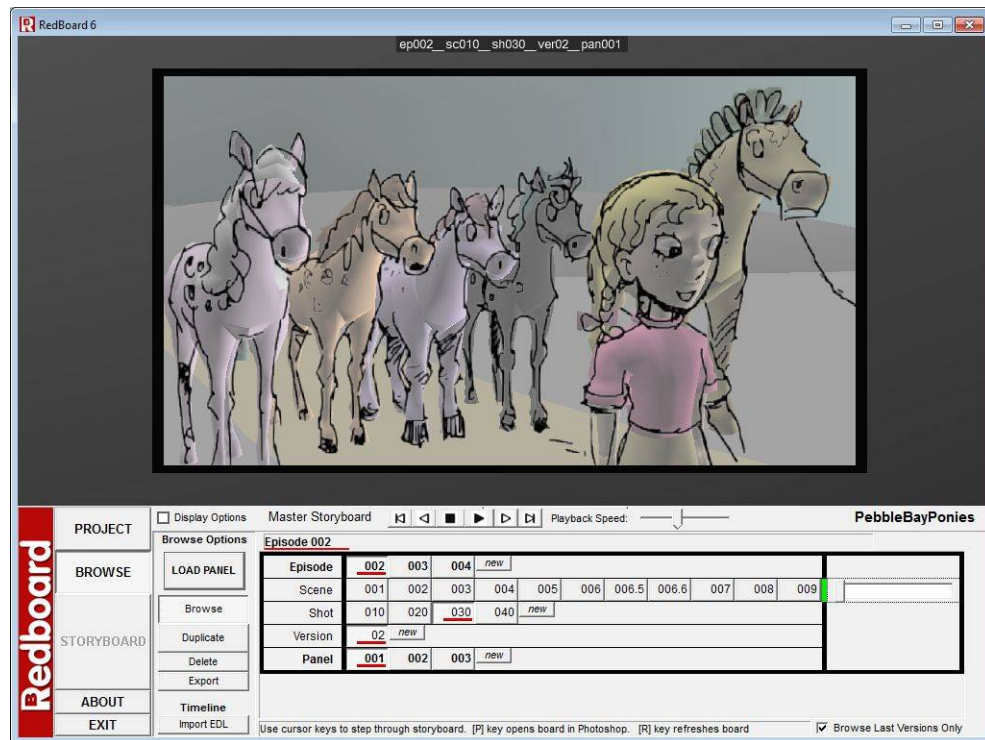 RedBoard 6
ep002__sc010__sh030__ver02__pan001
Redboard
PROJECT
BROWSE
STORYBOARD
ABOUT
EXIT
Display Options
Master Storyboard
Playback Speed:
PebbleBayPonies
Browse Options
LOAD PANEL
Browse
Duplicate
Delete
Export
Timeline
Import EDL
Episode 002
Episode 002 003 004 new
Scene 001 002 003 004 005 006 006.5 006.6 007 008 009
Shot 010 020 030 040 new
Version 02 new
Panel 001 002 003 new
Use cursor keys to step through storyboard. [P] key opens board in Photoshop. [R] key refreshes board
Browse Last Versions Only